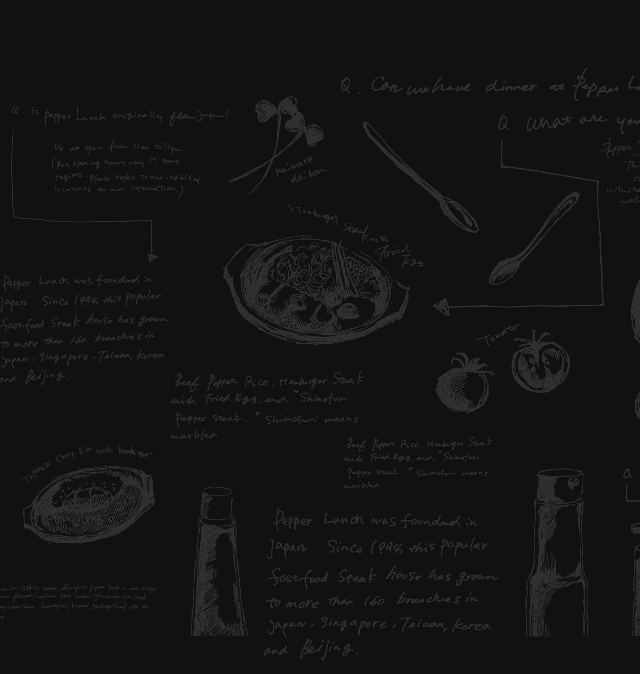 Q. Can we have dinner at Pepper
Q. Is Pepper Lunch originally from Japan?
Q What are you
We are open from 11am to 10pm
(But opening hours vary in some
regions. Please refer to our individual
locations for more information.)
Kaiware
daikon.
Hamburger Steak with
Fried
Egg
Pepper Lunch was founded in
Japan. Since 1994, this popular
fast-food Steak house has grown
to more than 160 branches in
Japan, Singapore, Taiwan, Korea
and Beijing.
Tomato
Beef Pepper Rice, Hamburger Steak
with Fried Egg, and "Shimofuri
Pepper Steak." Shimofuri means
marbled.
Beef Pepper Rice, Hamburger Steak
with Fried Egg, and "Shimofuri
Pepper Steak." Shimofuri means
marbled.
Japanese Curry Rice with Hamburger.
Q.
Pepper Lunch was founded in
Japan. Since 1994, this popular
fast-food Steak house has grown
to more than 160 branches in
Japan, Singapore, Taiwan, Korea
and Beijing.